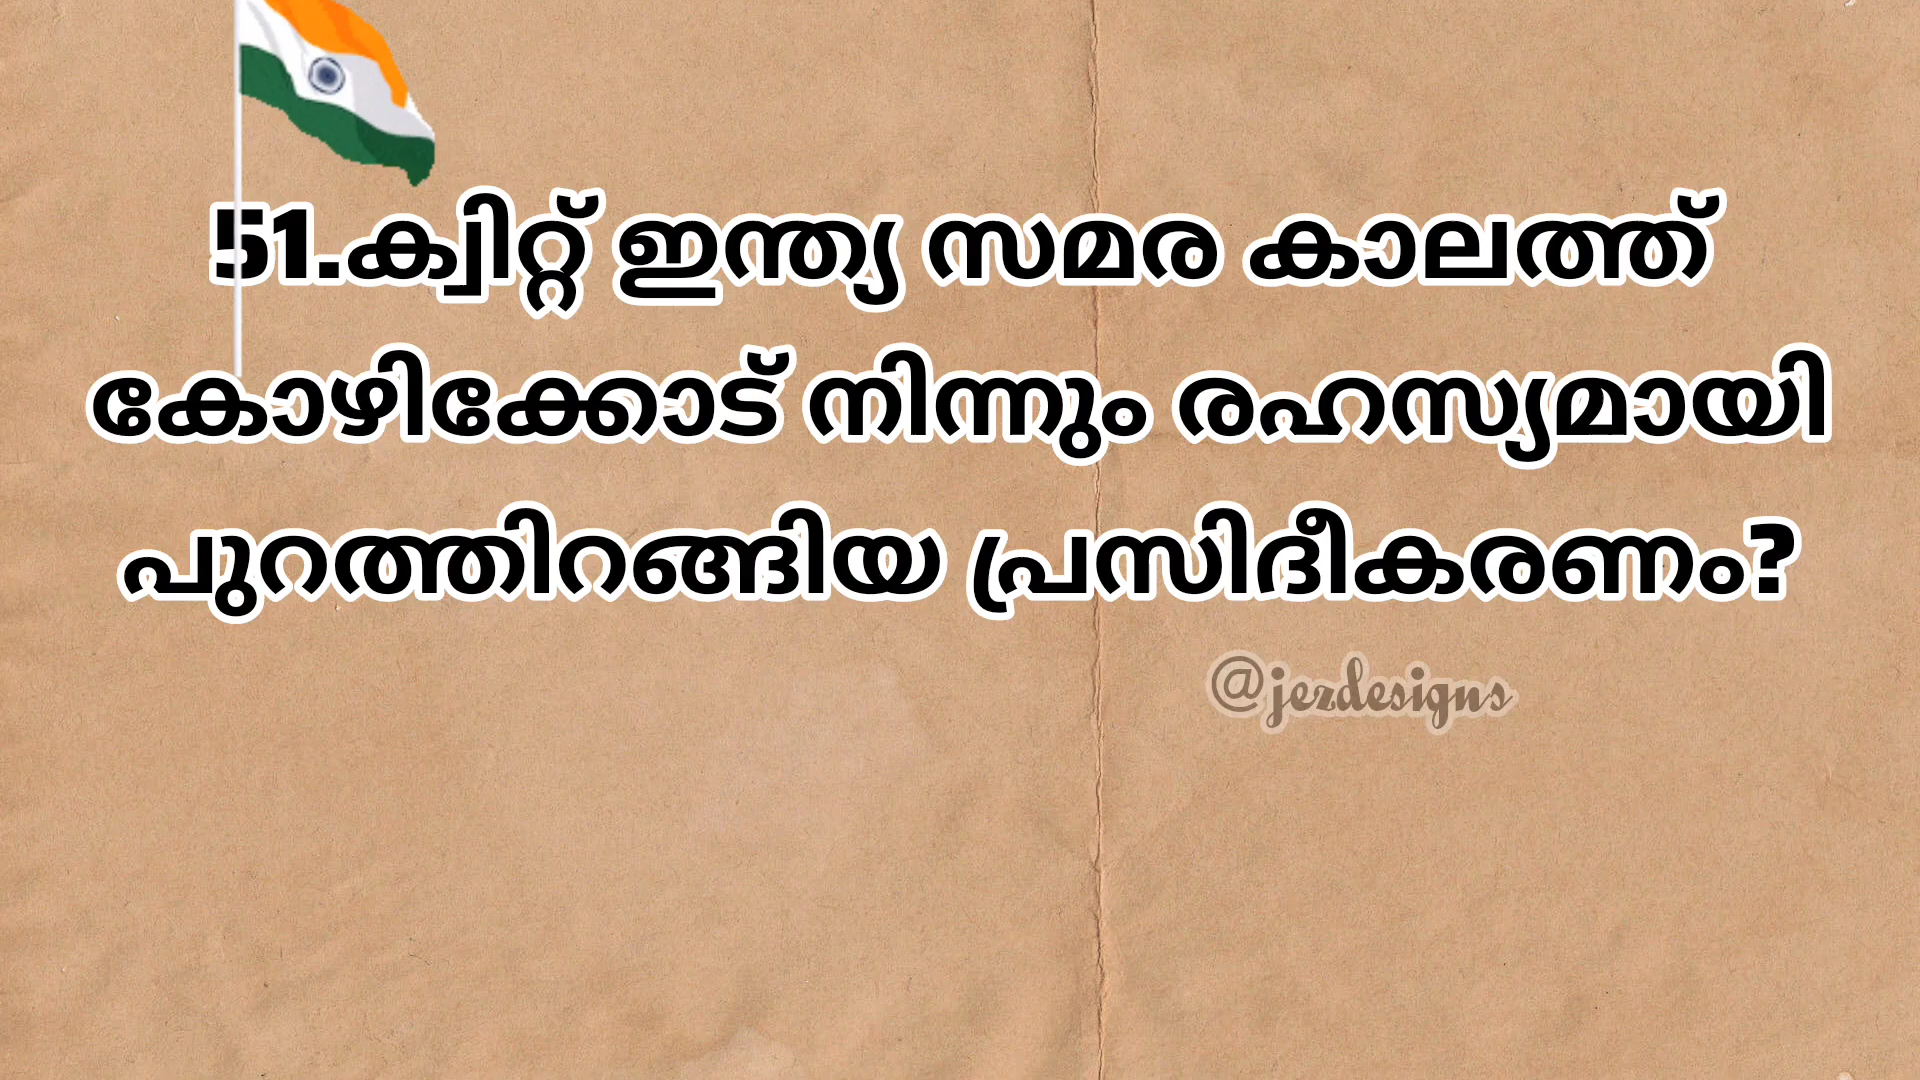 51.ക്വിറ്റ് ഇന്ത്യ സമര കാലത്ത്
കോഴിക്കോട് നിന്നും രഹസ്യമായി
പുറത്തിറങ്ങിയ പ്രസിദീകരണം?
@jezdesigns